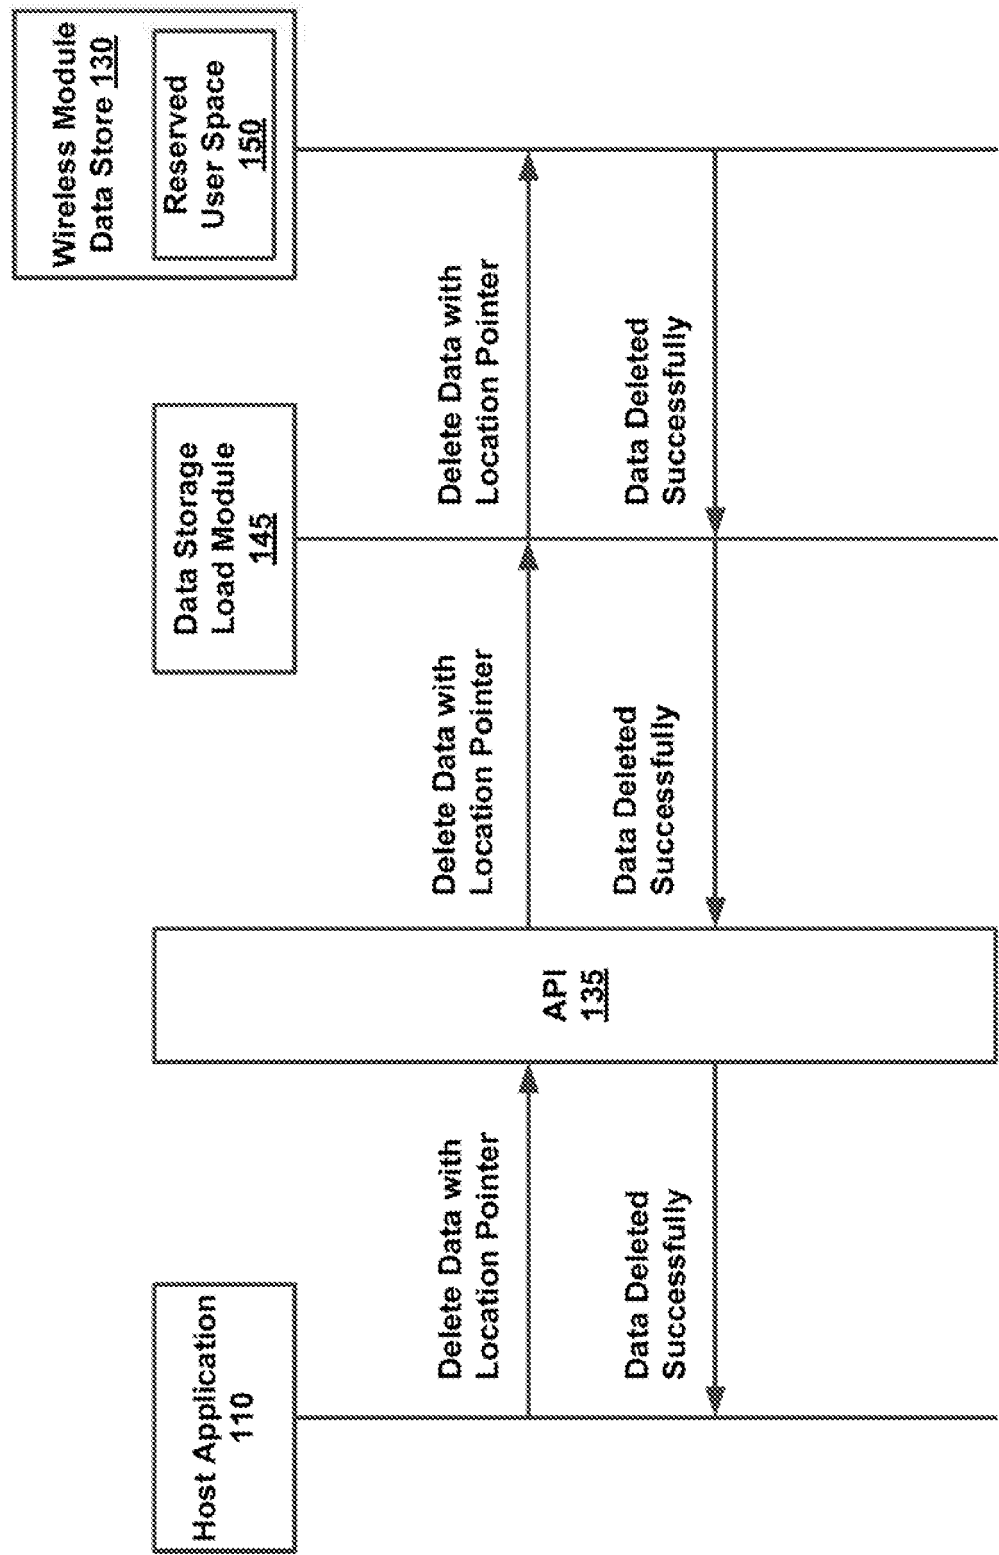 Host Application
110
API
135
Data Storage
Load Module
145
Wireless Module
Data Store 130
Reserved
User Space
150
Delete Data with
Location Pointer
Delete Data with
Location Pointer
Delete Data with
Location Pointer
Data Deleted
Successfully
Data Deleted
Successfully
Data Deleted
Successfully